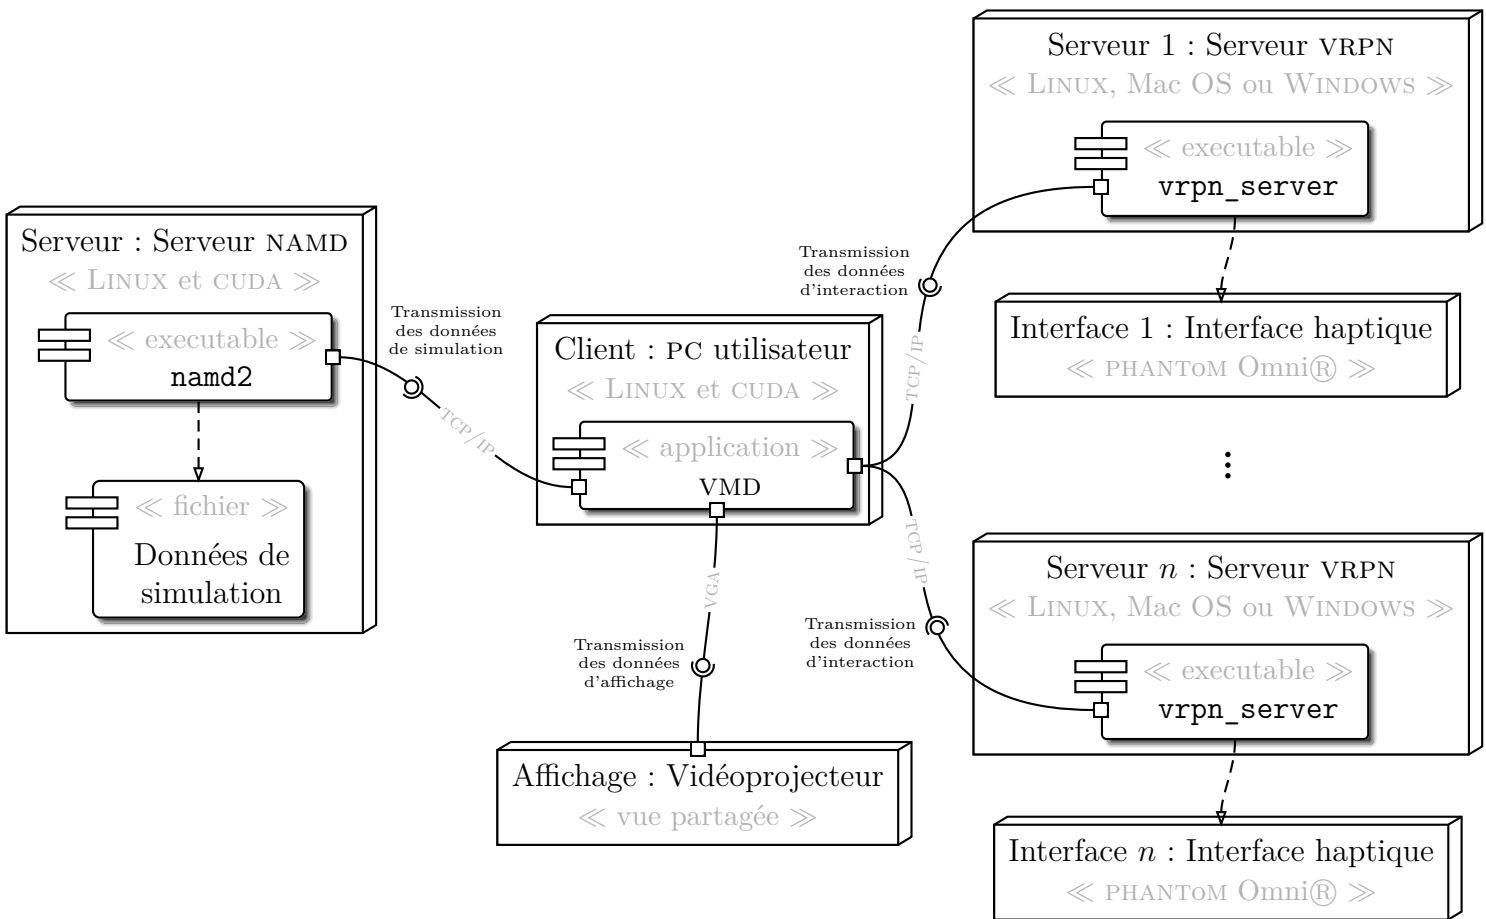 Serveur : Serveur NAMD
≪ LINUX et CUDA ≫
≪ executable ≫
namd2
≪ fichier ≫
Données de
simulation
Transmission
des données
de simulation
TCP/IP
Client : PC utilisateur
≪ LINUX et CUDA ≫
≪ application ≫
VMD
VGA
Transmission
des données
d'affichage
Affichage : Vidéoprojecteur
≪ vue partagée ≫
Transmission
des données
d'interaction
TCP/IP
Serveur 1 : Serveur VRPN
≪ LINUX, Mac OS ou WINDOWS ≫
≪ executable ≫
vrpn_server
Interface 1 : Interface haptique
≪ PHANToM Omni® ≫
TCP/IP
Transmission
des données
d'interaction
Serveur n : Serveur VRPN
≪ LINUX, Mac OS ou WINDOWS ≫
≪ executable ≫
vrpn_server
Interface n : Interface haptique
≪ PHANToM Omni® ≫